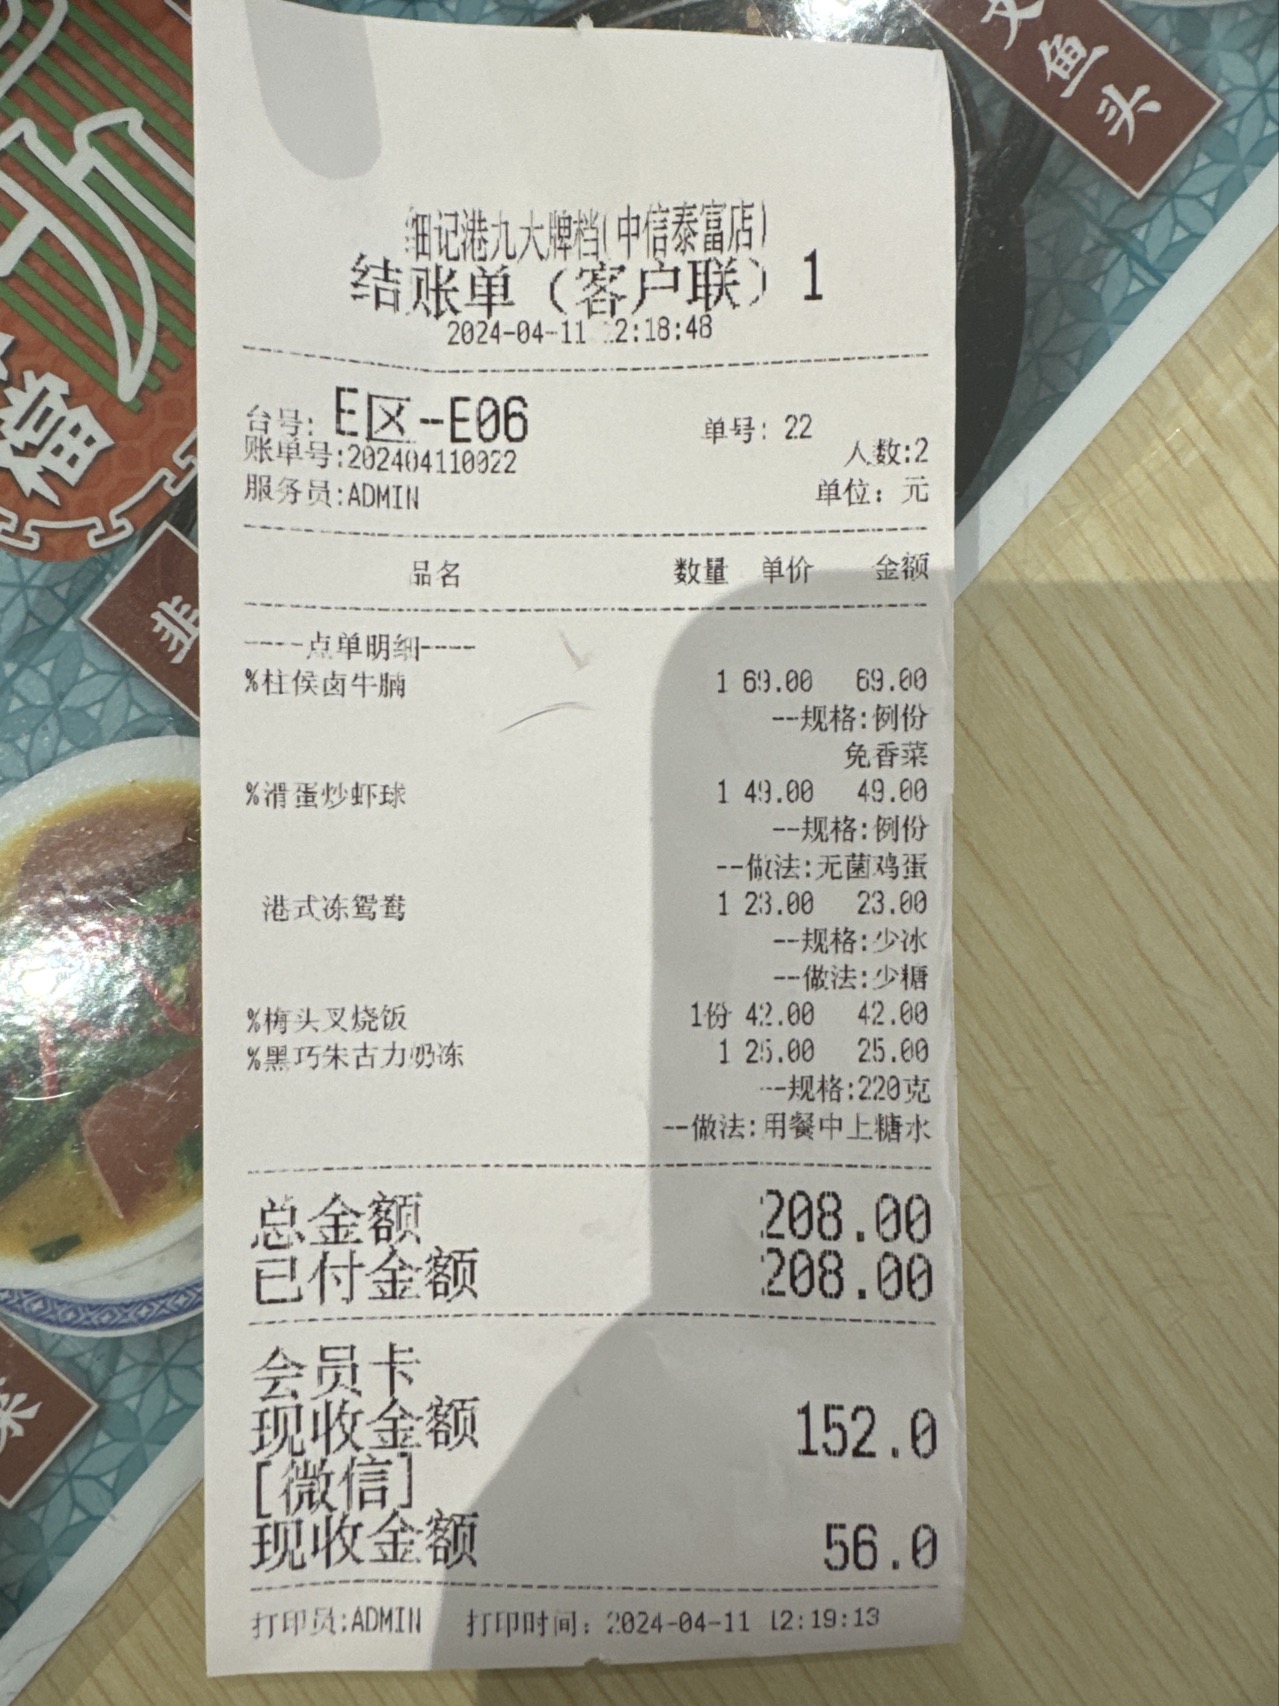 鱼头
细记港九大牌档(中信泰富店)
结账单（客户联）1
2024-04-11 12:18:48
台号: E区-E06 单号: 22
账单号:202404110022 人数:2
服务员:ADMIN 单位: 元
品名 数量 单价 金额
----点单明细----
%柱侯卤牛腩 1 69.00 69.00
--规格:例份
免香菜
%滑蛋炒虾球 1 49.00 49.00
--规格:例份
--做法:无菌鸡蛋
港式冻鸳鸯 1 23.00 23.00
--规格:少冰
--做法:少糖
%梅头叉烧饭 1份 42.00 42.00
%黑巧朱古力奶冻 1 25.00 25.00
--规格:220克
--做法:用餐中上糖水
总金额 208.00
已付金额 208.00
会员卡
现收金额 152.0
[微信]
现收金额 56.0
打印员:ADMIN 打印时间: 2024-04-11 12:19:13